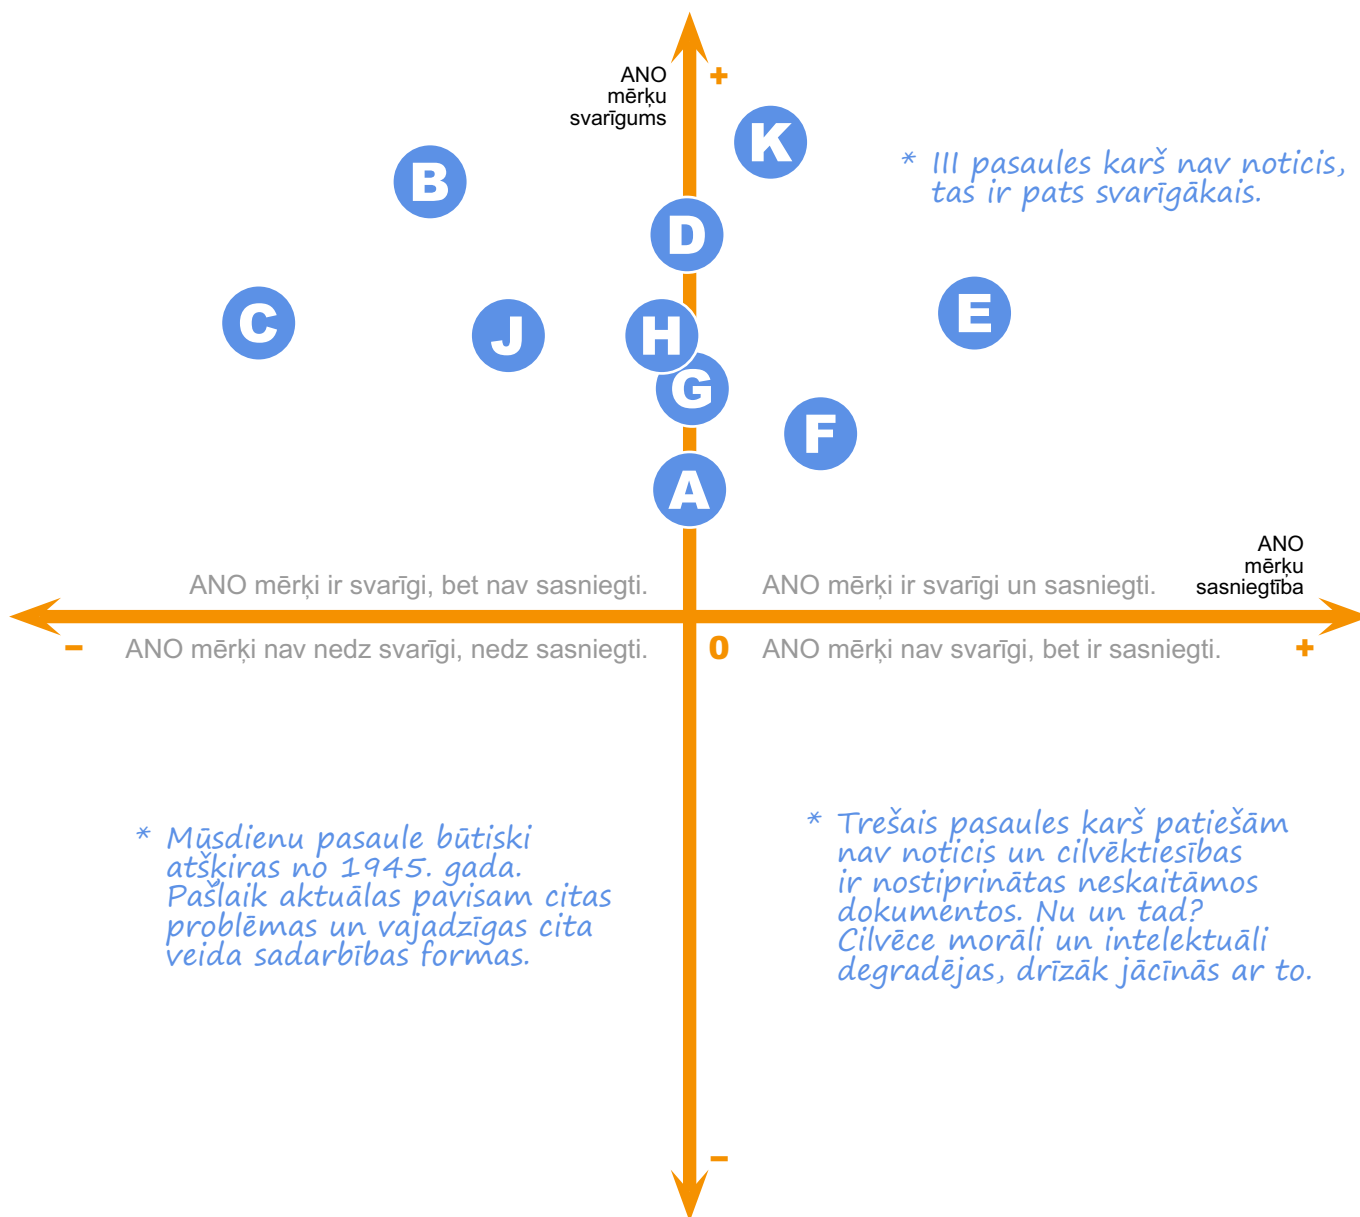 ANO
mērķu
svarīgums
+
K
B
* III pasaules karš nav noticis,
tas ir pats svarīgākais.
D
C
J
H
E
G
F
A
ANO
mērķu
sasniegtība
ANO mērķi ir svarīgi, bet nav sasniegti.
ANO mērķi ir svarīgi un sasniegti.
–
ANO mērķi nav nedz svarīgi, nedz sasniegti.
0
ANO mērķi nav svarīgi, bet ir sasniegti.
+
* Mūsdienu pasaule būtiski
atšķiras no 1945. gada.
Pašlaik aktuālas pavisam citas
problēmas un vajadzīgas cita
veida sadarbības formas.
* Trešais pasaules karš patiešām
nav noticis un cilvēktiesības
ir nostiprinātas neskaitāmos
dokumentos. Nu un tad?
Cilvēce morāli un intelektuāli
degradējas, drīzāk jācīnās ar to.
–